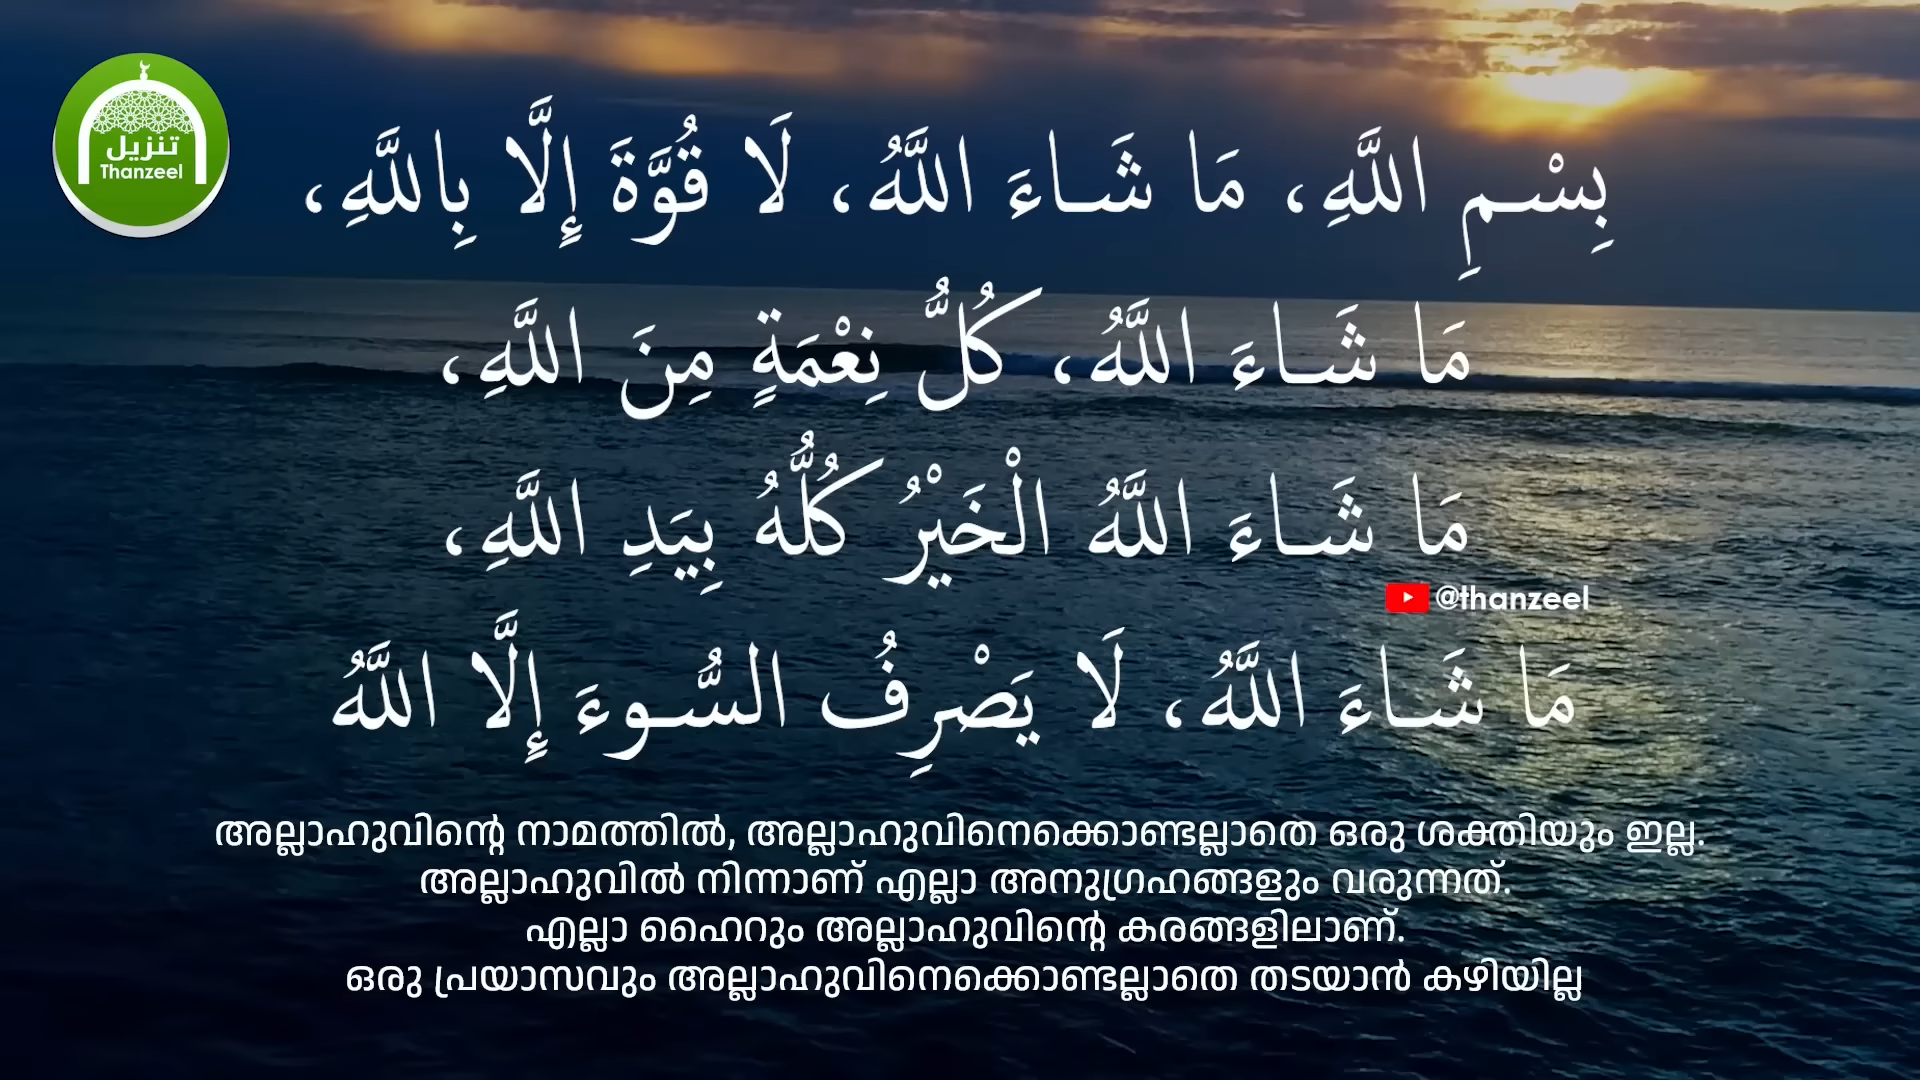 تنزيل
Thanzeel
بِسْمِ اللَّهِ، مَا شَاءَ اللَّهُ، لَا قُوَّةَ إِلَّا بِاللَّهِ،
مَا شَاءَ اللَّهُ، كُلُّ نِعْمَةٍ مِنَ اللَّهِ،
مَا شَاءَ اللَّهُ الْخَيْرُ كُلُّهُ بِيَدِ اللَّهِ،
@thanzeel
مَا شَاءَ اللَّهُ، لَا يَصْرِفُ السُّوءَ إِلَّا اللَّهُ
അല്ലാഹുവിന്റെ നാമത്തിൽ, അല്ലാഹുവിനെക്കൊണ്ടല്ലാതെ ഒരു ശക്തിയും ഇല്ല.
അല്ലാഹുവിൽ നിന്നാണ് എല്ലാ അനുഗ്രഹങ്ങളും വരുന്നത്.
എല്ലാ ഹൈറും അല്ലാഹുവിന്റെ കരങ്ങളിലാണ്.
ഒരു പ്രയാസവും അല്ലാഹുവിനെക്കൊണ്ടല്ലാതെ തടയാൻ കഴിയില്ല